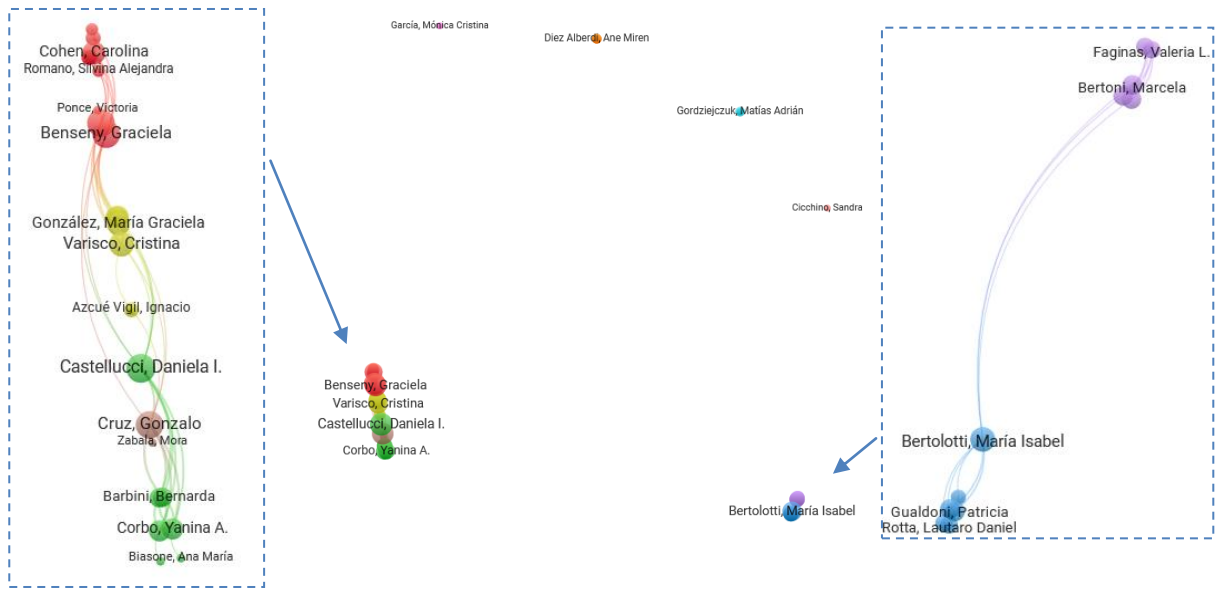 Cohen, Carolina
Romano, Silvina Alejandra
Ponce, Victoria
Benseny, Graciela
González, María Graciela
Varisco, Cristina
Azcué Vigil, Ignacio
Castellucci, Daniela I.
Cruz, Gonzalo
Zabala, Mora
Barbini, Bernarda
Corbo, Yanina A.
Biasone, Ana María
García, Mónica Cristina
Diez Alberdi, Ane Miren
Gordziejczuk, Matías Adrián
Cicchino, Sandra
Benseny, Graciela
Varisco, Cristina
Castellucci, Daniela I.
Corbo, Yanina A.
Bertolotti, María Isabel
Faginas, Valeria L.
Bertoni, Marcela
Bertolotti, María Isabel
Gualdoni, Patricia
Rotta, Lautaro Daniel